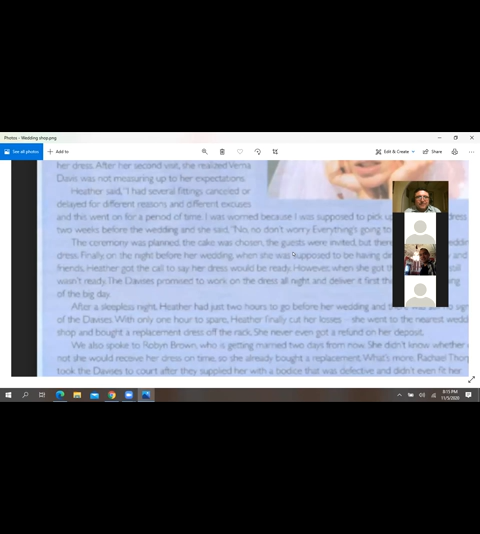 Photos - Wedding shop.png
See all photos
Add to
Edit & Create
Share
her dress. After her second visit, she realized Verna
Davis was not measuring up to her expectations.
Heather said, "I had several fittings canceled or
delayed for different reasons and different excuses
and this went on for a period of time. I was worried because I was supposed to pick up dress
two weeks before the wedding and she said, "No, no don't worry. Everything's going to
The ceremony was planned, the cake was chosen, the guests were invited, but ther
dress. Finally on the night before her wedding, when she was supposed to be having din
friends, Heather got the call to say her dress would be ready. However, when she got th still
wasn't ready. The Davises promised to work on the dress all night and deliver it first thi
of the big day.
After a sleepless night, Heather had just two hours to go before her wedding and th sign
of the Davises. With only one hour to spare, Heather finally cut her losses - she went to the nearest wedd
shop and bought a replacement dress off the rack. She never even got a refund on her deposit.
We also spoke to Robyn Brown, who is getting married two days from now. She didn't know whether
not she would receive her dress on time, so she already bought a replacement. What's more, Rachael Thor
took the Davises to court after they supplied her with a bodice that was defective and didn't even fit her.
8:15 PM
11/5/2020